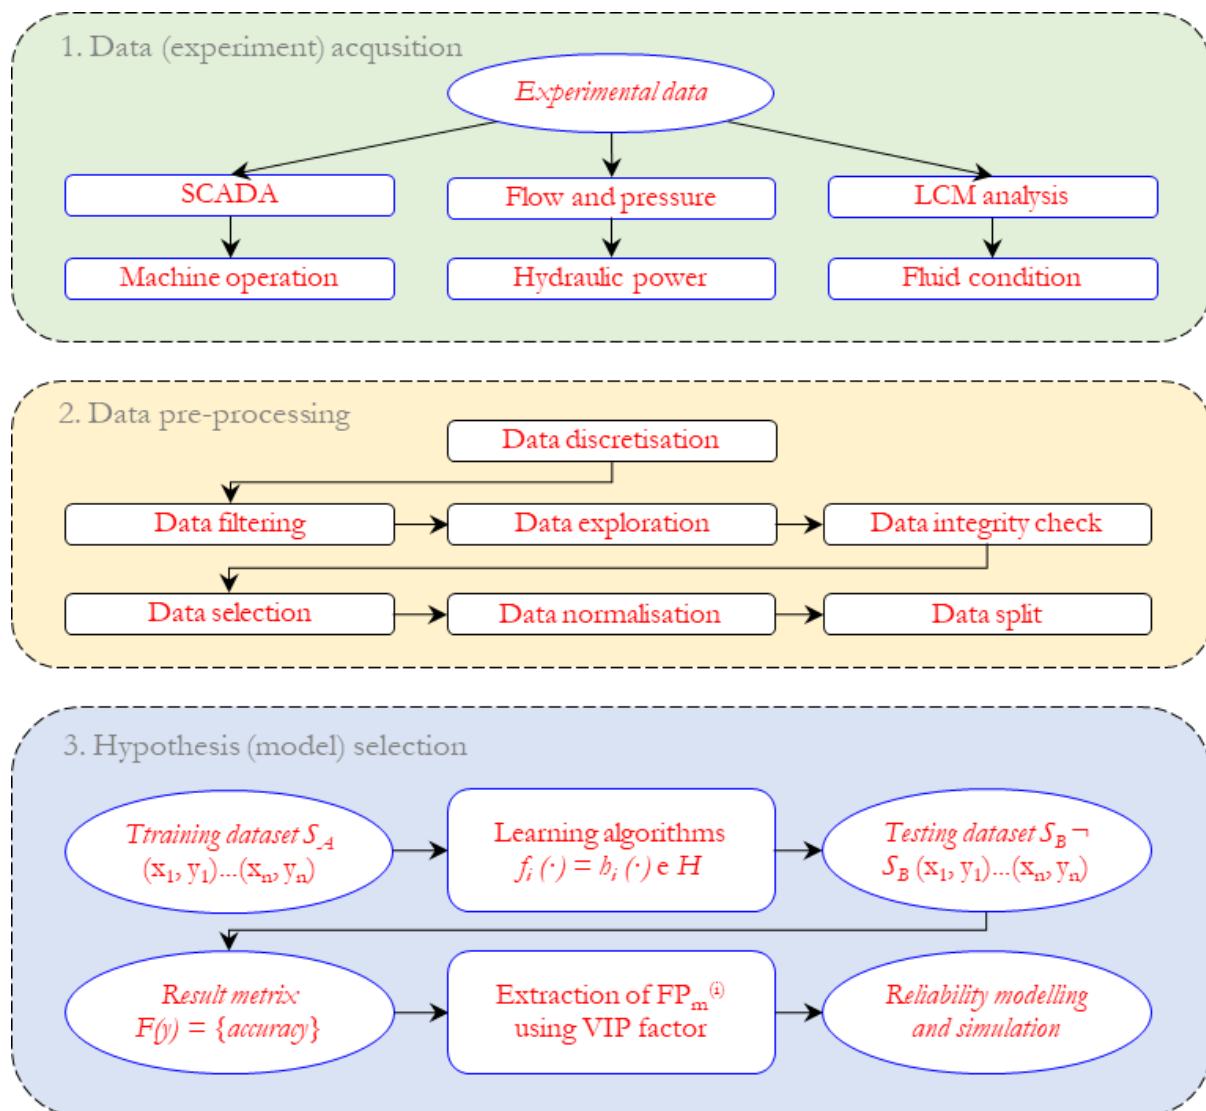 1. Data (experiment) acqusition
Experimental data
SCADA
Flow and pressure
LCM analysis
Machine operation
Hydraulic power
Fluid condition
2. Data pre-processing
Data discretisation
Data filtering
Data exploration
Data integrity check
Data selection
Data normalisation
Data split
3. Hypothesis (model) selection
Ttraining dataset S_A
(x₁, y₁)...(xₙ, yₙ)
Learning algorithms
f_i (·) = h_i (·) e H
Testing dataset S_B ¬
S_B (x₁, y₁)...(xₙ, yₙ)
Result metrix
F(y) = {accuracy}
Extraction of FP_m^(i)
using VIP factor
Reliability modelling
and simulation